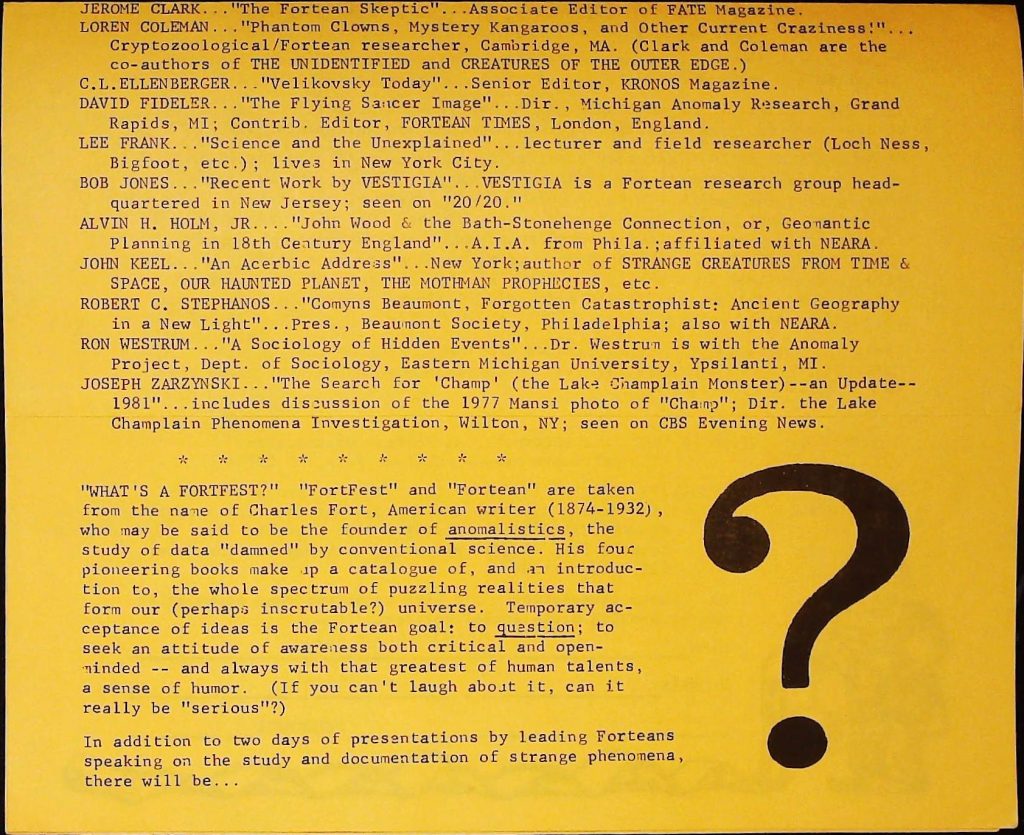 JEROME CLARK..."The Fortean Skeptic"...Associate Editor of FATE Magazine.
LOREN COLEMAN..."Phantom Clowns, Mystery Kangaroos, and Other Current Craziness!"...
Cryptozoological/Fortean researcher, Cambridge, MA. (Clark and Coleman are the
co-authors of THE UNIDENTIFIED and CREATURES OF THE OUTER EDGE.)
C.L.ELLENBERGER..."Velikovsky Today"...Senior Editor, KRONOS Magazine.
DAVID FIDELER..."The Flying Saucer Image"...Dir., Michigan Anomaly Research, Grand
Rapids, MI; Contrib. Editor, FORTEAN TIMES, London, England.
LEE FRANK..."Science and the Unexplained"...lecturer and field researcher (Loch Ness,
Bigfoot, etc.); lives in New York City.
BOB JONES..."Recent Work by VESTIGIA"...VESTIGIA is a Fortean research group head-
quartered in New Jersey; seen on "20/20."
ALVIN H. HOLM, JR...."John Wood & the Bath-Stonehenge Connection, or, Geomantic
Planning in 18th Century England"...A.I.A. from Phila.;affiliated with NEARA.
JOHN KEEL..."An Acerbic Address"...New York;author of STRANGE CREATURES FROM TIME &
SPACE, OUR HAUNTED PLANET, THE MOTHMAN PROPHECIES, etc.
ROBERT C. STEPHANOS..."Comyns Beaumont, Forgotten Catastrophist: Ancient Geography
in a New Light"...Pres., Beaumont Society, Philadelphia; also with NEARA.
RON WESTRUM..."A Sociology of Hidden Events"...Dr. Westrum is with the Anomaly
Project, Dept. of Sociology, Eastern Michigan University, Ypsilanti, MI.
JOSEPH ZARZYNSKI..."The Search for 'Champ' (the Lake Champlain Monster)--an Update--
1981"...includes discussion of the 1977 Mansi photo of "Champ"; Dir. the Lake
Champlain Phenomena Investigation, Wilton, NY; seen on CBS Evening News.
* * * * * * * * *
"WHAT'S A FORTFEST?" "FortFest" and "Fortean" are taken
from the name of Charles Fort, American writer (1874-1932),
who may be said to be the founder of anomalistics, the
study of data "damned" by conventional science. His four
pioneering books make up a catalogue of, and an introduc-
tion to, the whole spectrum of puzzling realities that
form our (perhaps inscrutable?) universe. Temporary ac-
ceptance of ideas is the Fortean goal: to question; to
seek an attitude of awareness both critical and open-
minded -- and always with that greatest of human talents,
a sense of humor. (If you can't laugh about it, can it
really be "serious"?)
?
In addition to two days of presentations by leading Forteans
speaking on the study and documentation of strange phenomena,
there will be...